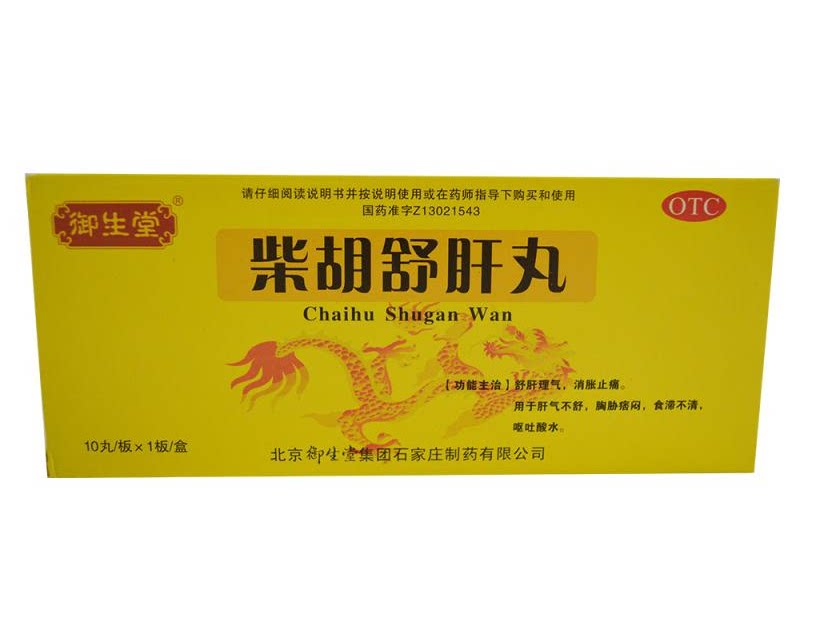 请仔细阅读说明书并按说明使用或在药师指导下购买和使用
国药准字Z13021543
御生堂®
OTC
柴胡舒肝丸
Chaihu Shugan Wan
【功能主治】舒肝理气，消胀止痛。
用于肝气不舒，胸胁痞闷，食滞不清，
呕吐酸水。
10丸/板×1板/盒
北京御生堂集团石家庄制药有限公司